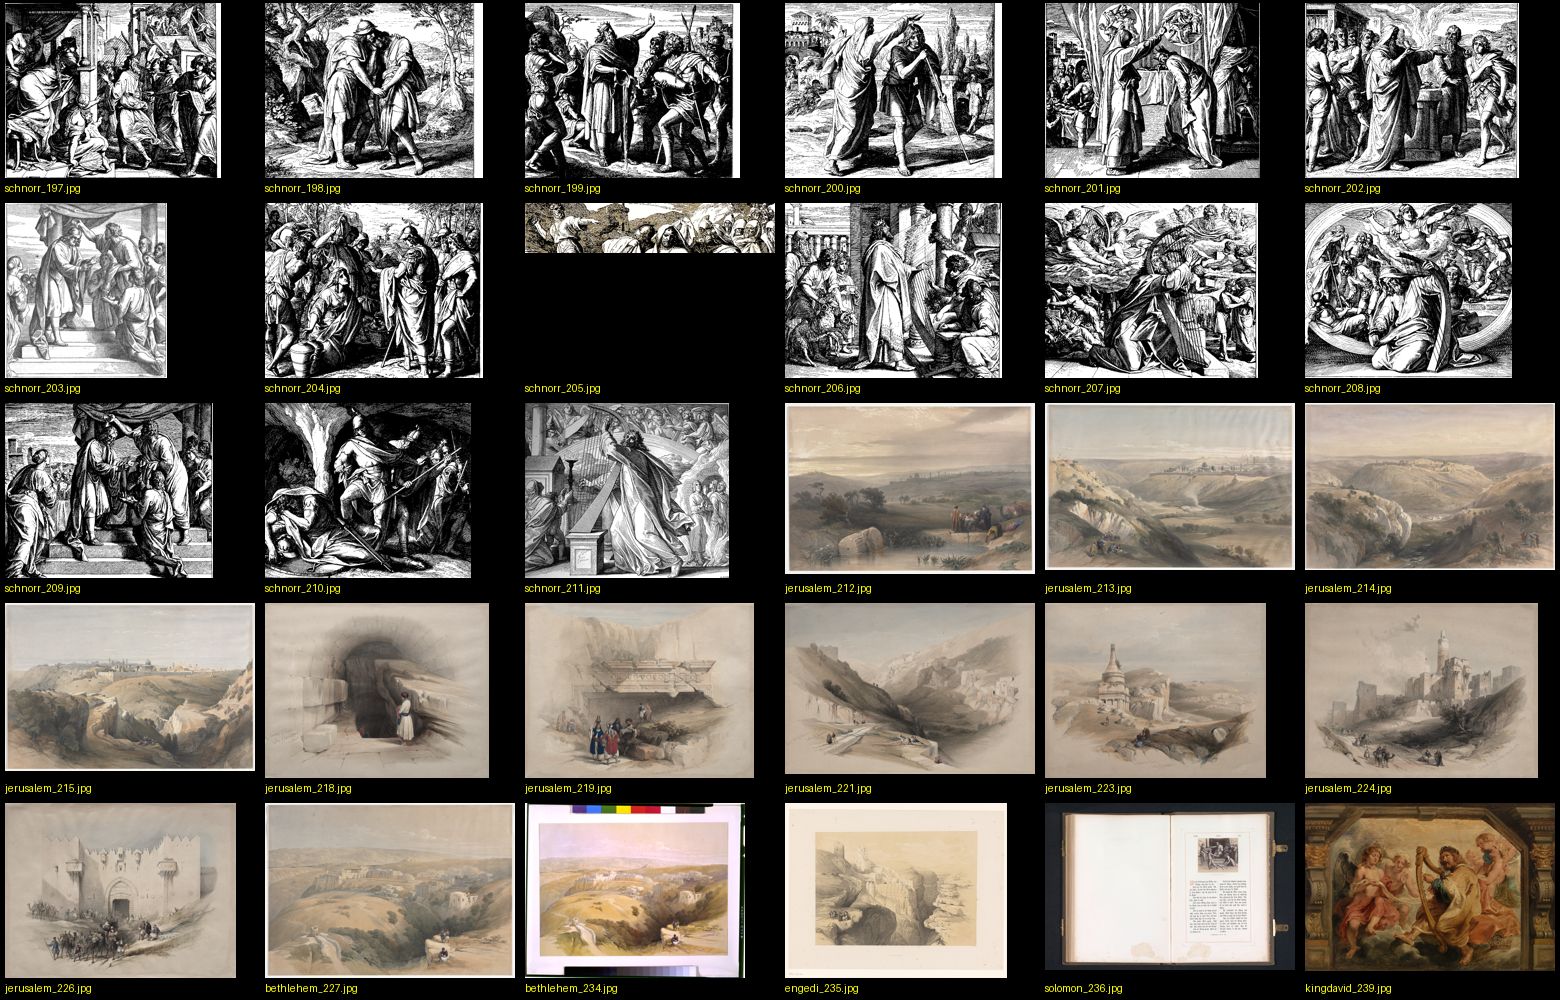 schnorr_197.jpg
schnorr_198.jpg
schnorr_199.jpg
schnorr_200.jpg
schnorr_201.jpg
schnorr_202.jpg
schnorr_203.jpg
schnorr_204.jpg
schnorr_205.jpg
schnorr_206.jpg
schnorr_207.jpg
schnorr_208.jpg
schnorr_209.jpg
schnorr_210.jpg
schnorr_211.jpg
jerusalem_212.jpg
jerusalem_213.jpg
jerusalem_214.jpg
jerusalem_215.jpg
jerusalem_218.jpg
jerusalem_219.jpg
jerusalem_221.jpg
jerusalem_223.jpg
jerusalem_224.jpg
jerusalem_226.jpg
bethlehem_227.jpg
bethlehem_234.jpg
engedi_235.jpg
solomon_236.jpg
kingdavid_239.jpg